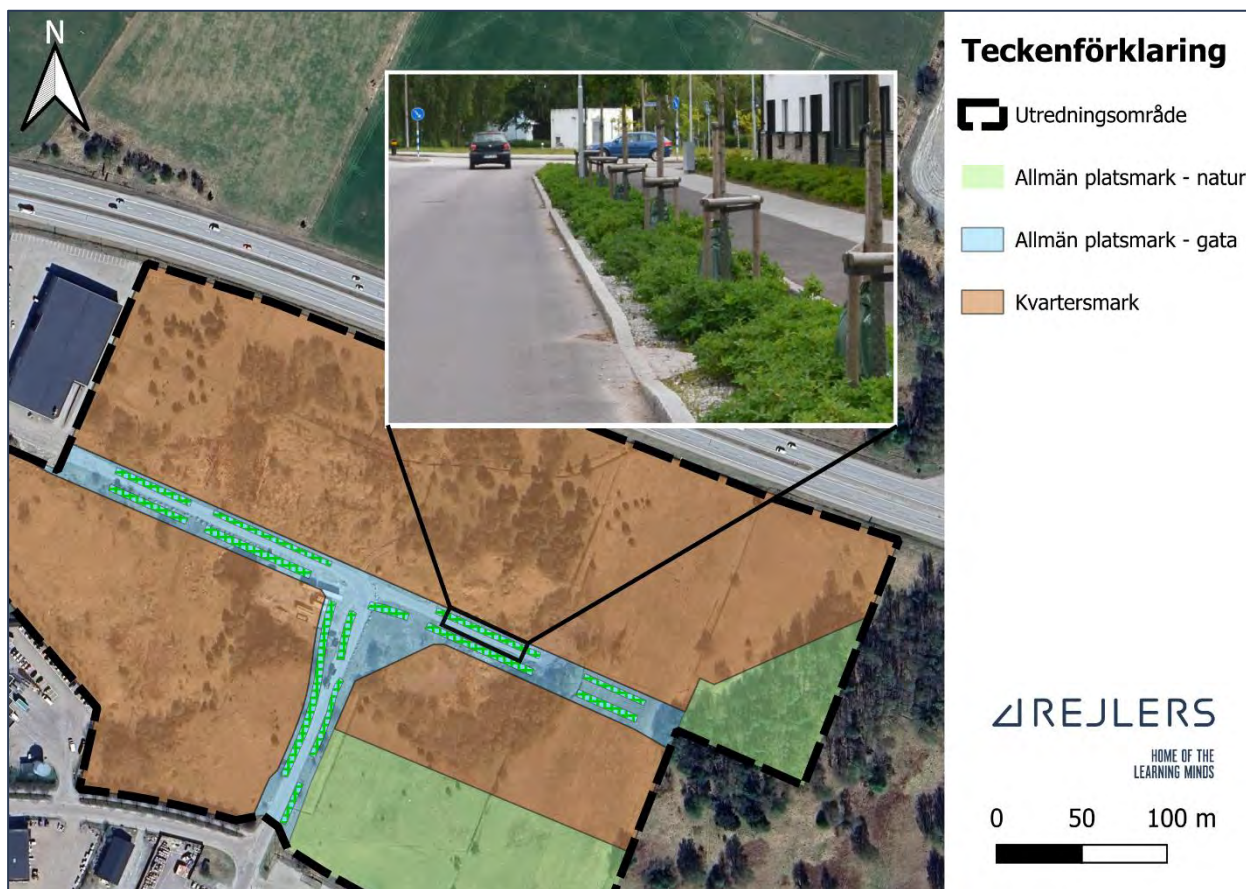 N
Teckenförklaring
Utredningsområde
Allmän platsmark - natur
Allmän platsmark - gata
Kvartersmark
REJLERS
HOME OF THE
LEARNING MINDS
0 50 100 m